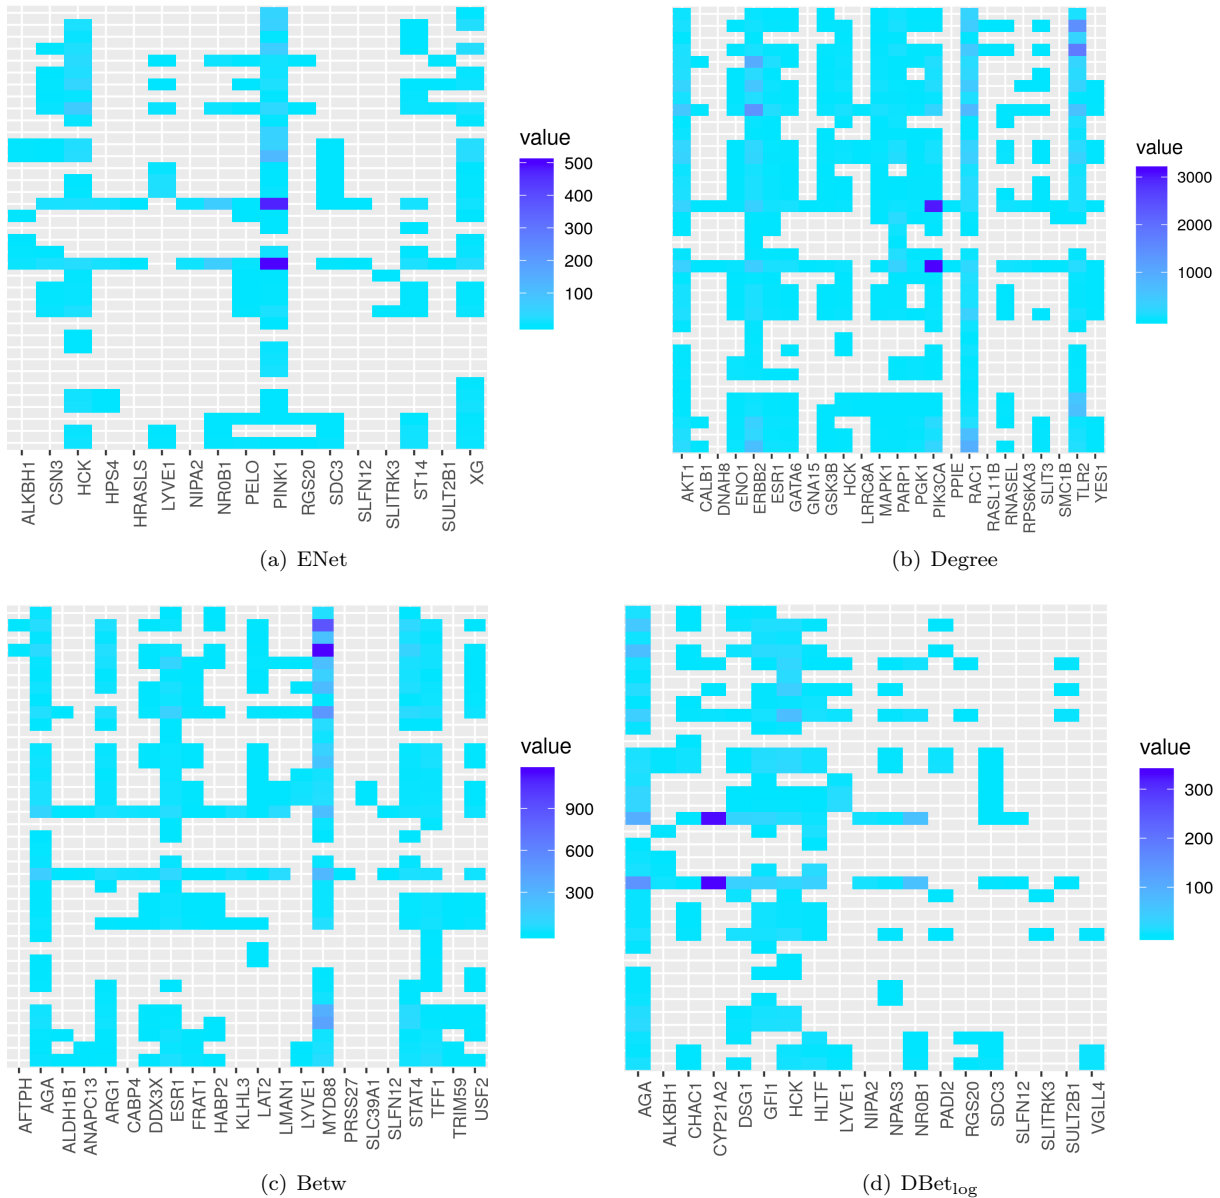 value
500
400
300
200
100
ALKBH1
CSN3
HCK
HPS4
HRASLS
LYVE1
NIPA2
NR0B1
PELO
PINK1
RGS20
SDC3
SLFN12
SLITRK3
ST14
SULT2B1
XG
(a) ENet
value
3000
2000
1000
AKT1
CALB1
DNAH8
ENO1
ERBB2
ESR1
GATA6
GNA15
GSK3B
HCK
LRRC8A
MAPK1
PARP1
PGK1
PIK3CA
PPIE
RAC1
RASL11B
RNASEL
RPS6KA3
SLIT3
SMC1B
TLR2
YES1
(b) Degree
value
900
600
300
AFTPH
AGA
ALDH1B1
ANAPC13
ARG1
CABP4
DDX3X
ESR1
FRAT1
HABP2
KLHL3
LAT2
LMAN1
LYVE1
MYD88
PRSS27
SLC39A1
SLFN12
STAT4
TFF1
TRIM59
USF2
(c) Betw
value
300
200
100
AGA
ALKBH1
CHAC1
CYP21A2
DSG1
GFI1
HCK
HLTF
LYVE1
NIPA2
NPAS3
NR0B1
PADI2
RGS20
SDC3
SLFN12
SLITRK3
SULT2B1
VGLL4
(d) DBet_log